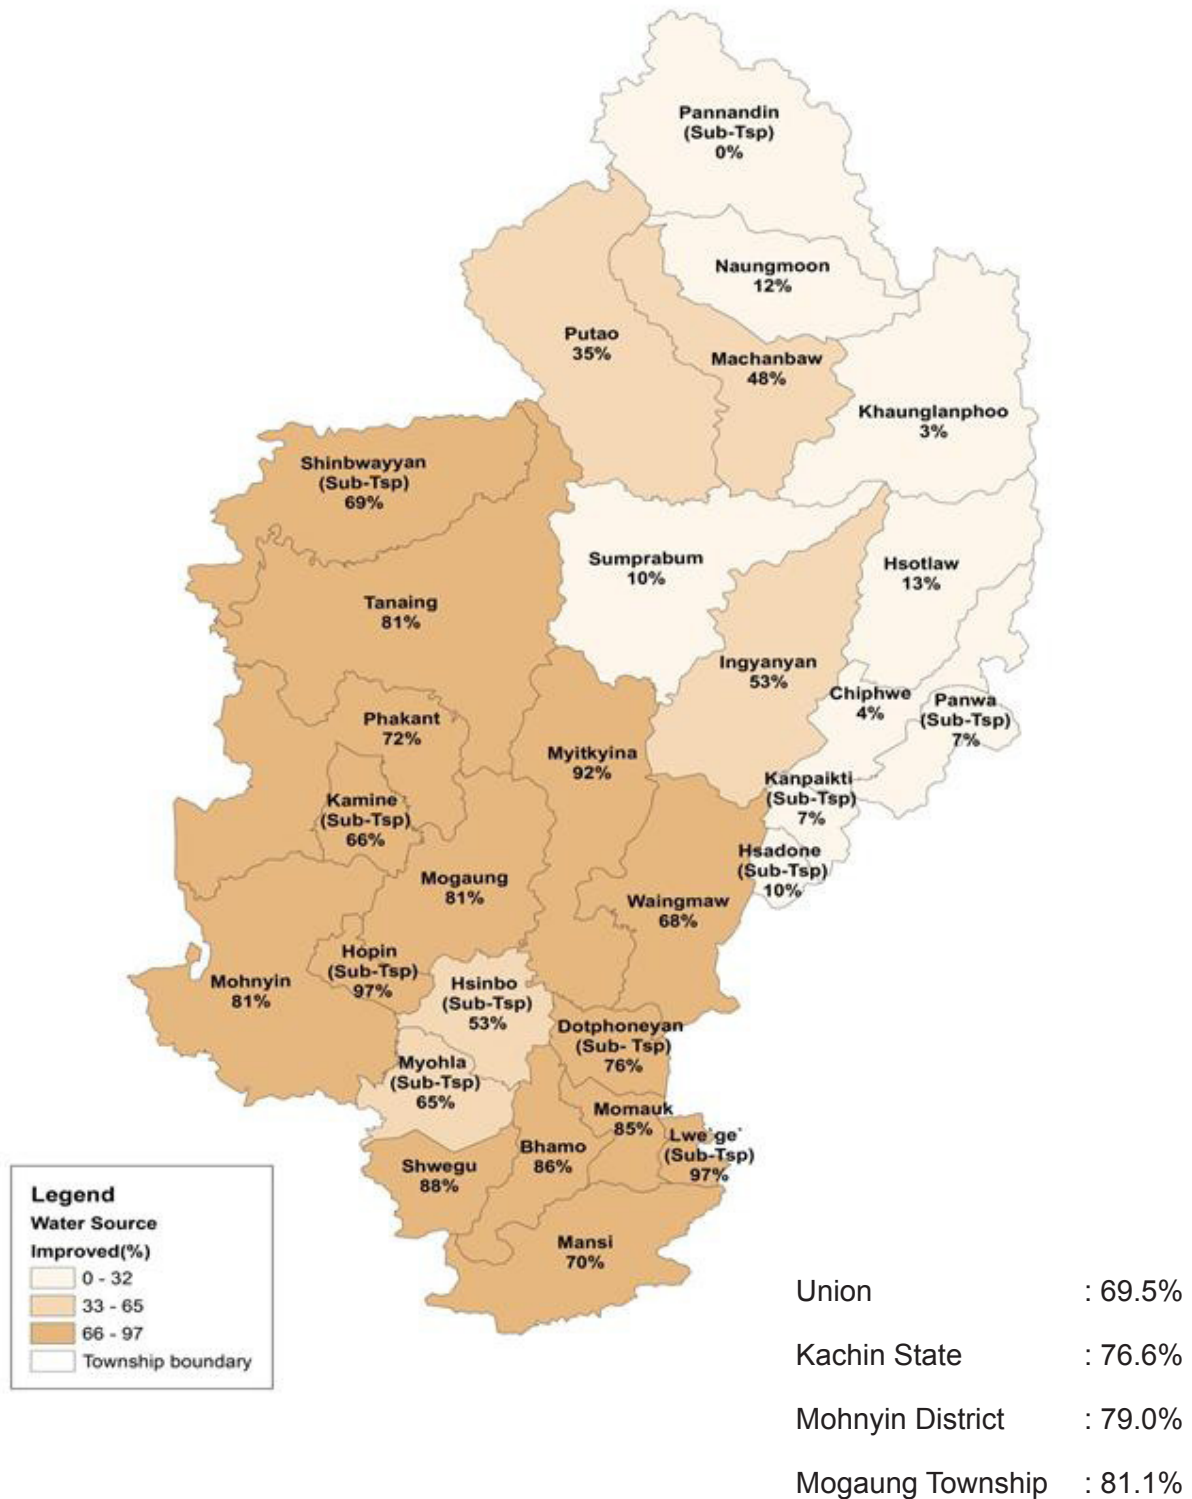 Pannandin
(Sub-Tsp)
0%
Naungmoon
12%
Putao
35%
Machanbaw
48%
Khaunglanphoo
3%
Shinbwayyan
(Sub-Tsp)
69%
Sumprabum
10%
Hsotlaw
13%
Tanaing
81%
Ingyanyan
53%
Chiphwe
4%
Panwa
(Sub-Tsp)
7%
Phakant
72%
Myitkyina
92%
Kanpaikti
(Sub-Tsp)
7%
Kamine
(Sub-Tsp)
66%
Hsadone
(Sub-Tsp)
10%
Mogaung
81%
Waingmaw
68%
Hopin
(Sub-Tsp)
97%
Mohnyin
81%
Hsinbo
(Sub-Tsp)
53%
Dotphoneyan
(Sub- Tsp)
76%
Myohla
(Sub-Tsp)
65%
Momauk
85%
Lwe`ge`
(Sub-Tsp)
97%
Bhamo
86%
Shwegu
88%
Mansi
70%
Legend
Water Source
Improved(%)
0 - 32
33 - 65
66 - 97
Township boundary
Union : 69.5%
Kachin State : 76.6%
Mohnyin District : 79.0%
Mogaung Township : 81.1%